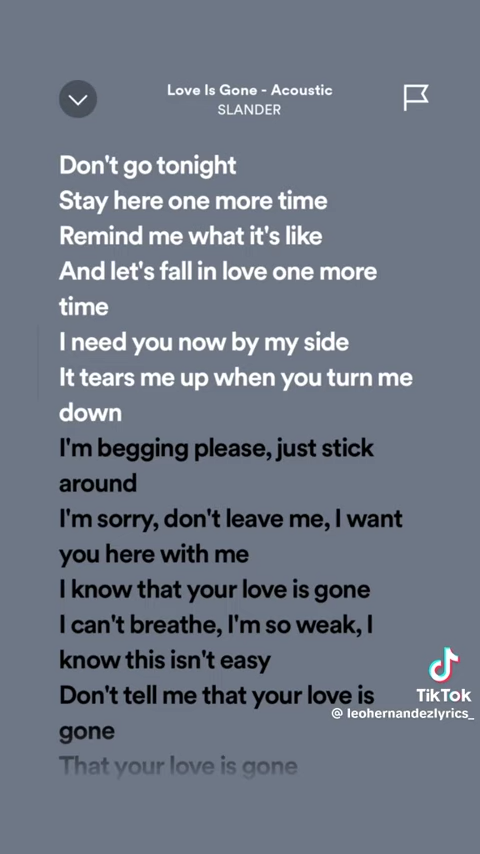 Love Is Gone - Acoustic
SLANDER
Don't go tonight
Stay here one more time
Remind me what it's like
And let's fall in love one more
time
I need you now by my side
It tears me up when you turn me
down
I'm begging please, just stick
around
I'm sorry, don't leave me, I want
you here with me
I know that your love is gone
I can't breathe, I'm so weak, I
know this isn't easy
Don't tell me that your love is
gone
That your love is gone
TikTok
@ leohernandezlyrics_